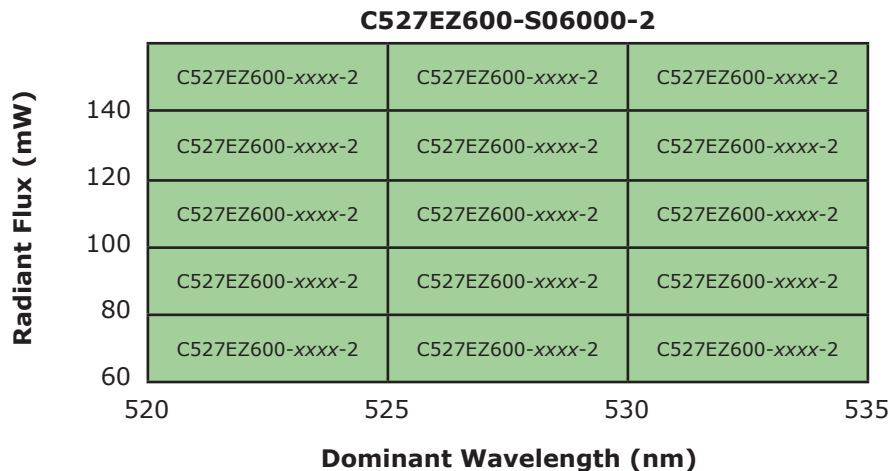 C527EZ600-S06000-2
Radiant Flux (mW)
C527EZ600-xxxx-2 C527EZ600-xxxx-2 C527EZ600-xxxx-2
140
C527EZ600-xxxx-2 C527EZ600-xxxx-2 C527EZ600-xxxx-2
120
C527EZ600-xxxx-2 C527EZ600-xxxx-2 C527EZ600-xxxx-2
100
C527EZ600-xxxx-2 C527EZ600-xxxx-2 C527EZ600-xxxx-2
80
C527EZ600-xxxx-2 C527EZ600-xxxx-2 C527EZ600-xxxx-2
60
520 525 530 535
Dominant Wavelength (nm)